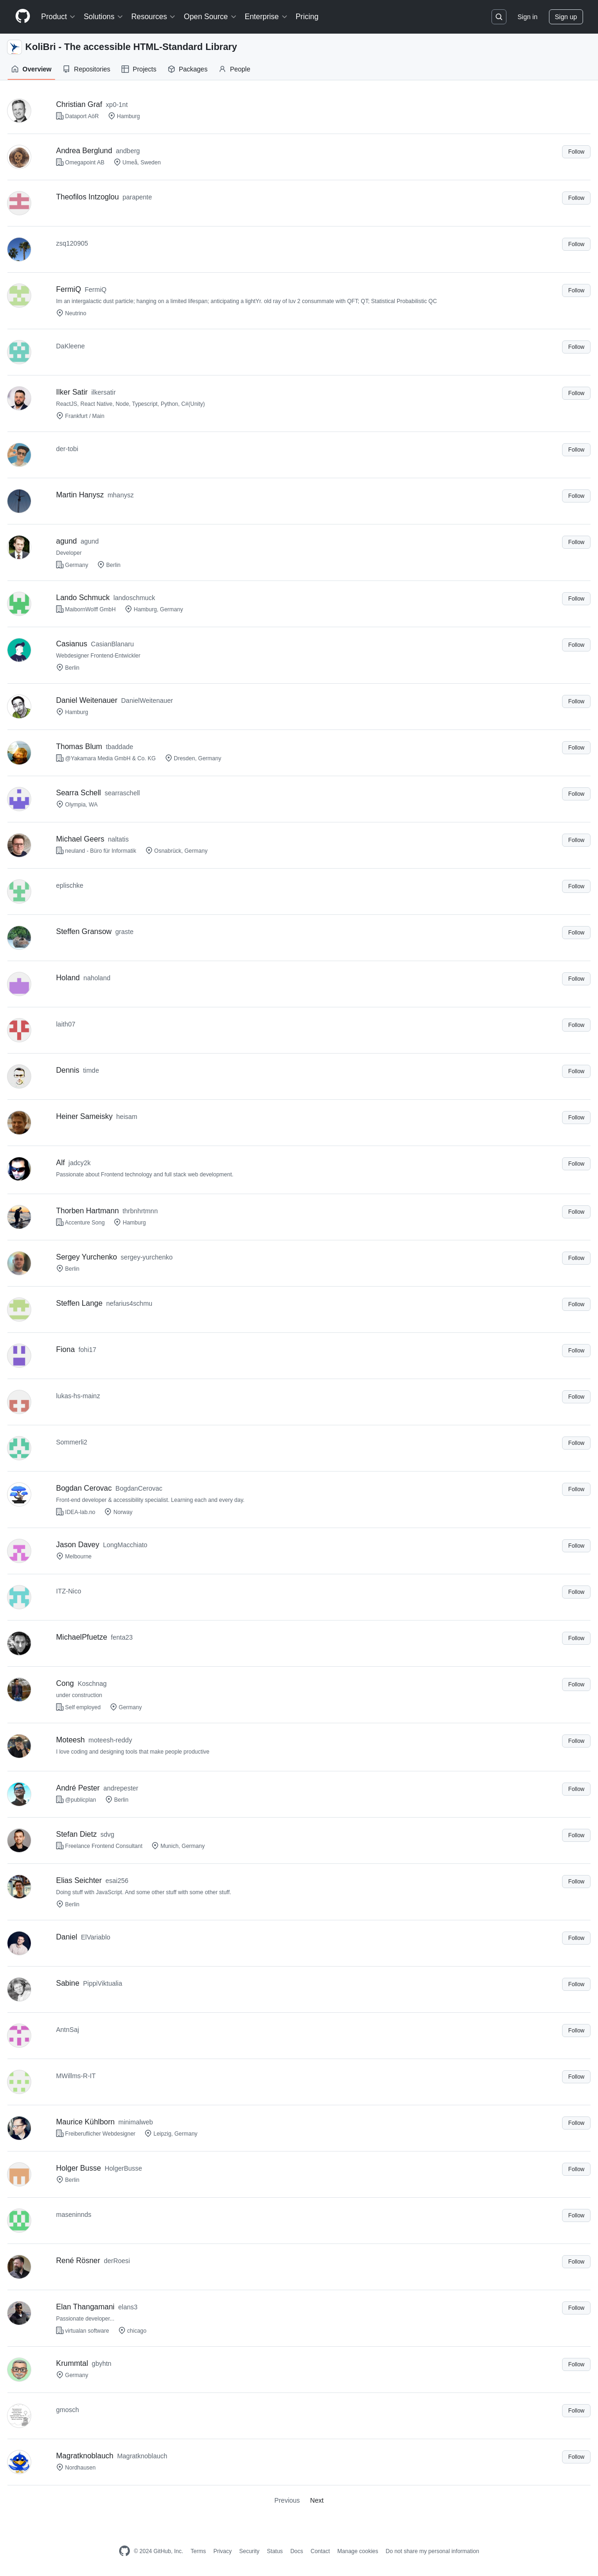 Product Solutions Resources Open Source Enterprise Pricing Sign in Sign up
KoliBri - The accessible HTML-Standard Library
Overview Repositories Projects Packages People
Christian Graf xp0-1nt
Dataport AöR Hamburg
Andrea Berglund andberg Follow
Omegapoint AB Umeå, Sweden
Theofilos Intzoglou parapente Follow
zsq120905 Follow
FermiQ FermiQ Follow
Im an intergalactic dust particle; hanging on a limited lifespan; anticipating a lightYr. old ray of luv 2 consummate with QFT; QT; Statistical Probabilistic QC
Neutrino
DaKleene Follow
Ilker Satir ilkersatir Follow
ReactJS, React Native, Node, Typescript, Python, C#(Unity)
Frankfurt / Main
der-tobi Follow
Martin Hanysz mhanysz Follow
agund agund Follow
Developer
Germany Berlin
Lando Schmuck landoschmuck Follow
MaibornWolff GmbH Hamburg, Germany
Casianus CasianBlanaru Follow
Webdesigner Frontend-Entwickler
Berlin
Daniel Weitenauer DanielWeitenauer Follow
Hamburg
Thomas Blum tbaddade Follow
@Yakamara Media GmbH & Co. KG Dresden, Germany
Searra Schell searraschell Follow
Olympia, WA
Michael Geers naltatis Follow
neuland - Büro für Informatik Osnabrück, Germany
eplischke Follow
Steffen Gransow graste Follow
Holand naholand Follow
laith07 Follow
Dennis timde Follow
Heiner Sameisky heisam Follow
Alf jadcy2k Follow
Passionate about Frontend technology and full stack web development.
Thorben Hartmann thrbnhrtmnn Follow
Accenture Song Hamburg
Sergey Yurchenko sergey-yurchenko Follow
Berlin
Steffen Lange nefarius4schmu Follow
Fiona fohi17 Follow
lukas-hs-mainz Follow
Sommerli2 Follow
Bogdan Cerovac BogdanCerovac Follow
Front-end developer & accessibility specialist. Learning each and every day.
IDEA-lab.no Norway
Jason Davey LongMacchiato Follow
Melbourne
ITZ-Nico Follow
MichaelPfuetze fenta23 Follow
Cong Koschnag Follow
under construction
Self employed Germany
Moteesh moteesh-reddy Follow
I love coding and designing tools that make people productive
André Pester andrepester Follow
@publicplan Berlin
Stefan Dietz sdvg Follow
Freelance Frontend Consultant Munich, Germany
Elias Seichter esai256 Follow
Doing stuff with JavaScript. And some other stuff with some other stuff.
Berlin
Daniel ElVariablo Follow
Sabine PippiViktualia Follow
AntnSaj Follow
MWillms-R-IT Follow
Maurice Kühlborn minimalweb Follow
Freiberuflicher Webdesigner Leipzig, Germany
Holger Busse HolgerBusse Follow
Berlin
maseninnds Follow
René Rösner derRoesi Follow
Elan Thangamani elans3 Follow
Passionate developer...
virtualan software chicago
Krummtal gbyhtn Follow
Germany
gmosch Follow
Magratknoblauch Magratknoblauch Follow
Nordhausen
Previous Next
© 2024 GitHub, Inc. Terms Privacy Security Status Docs Contact Manage cookies Do not share my personal information